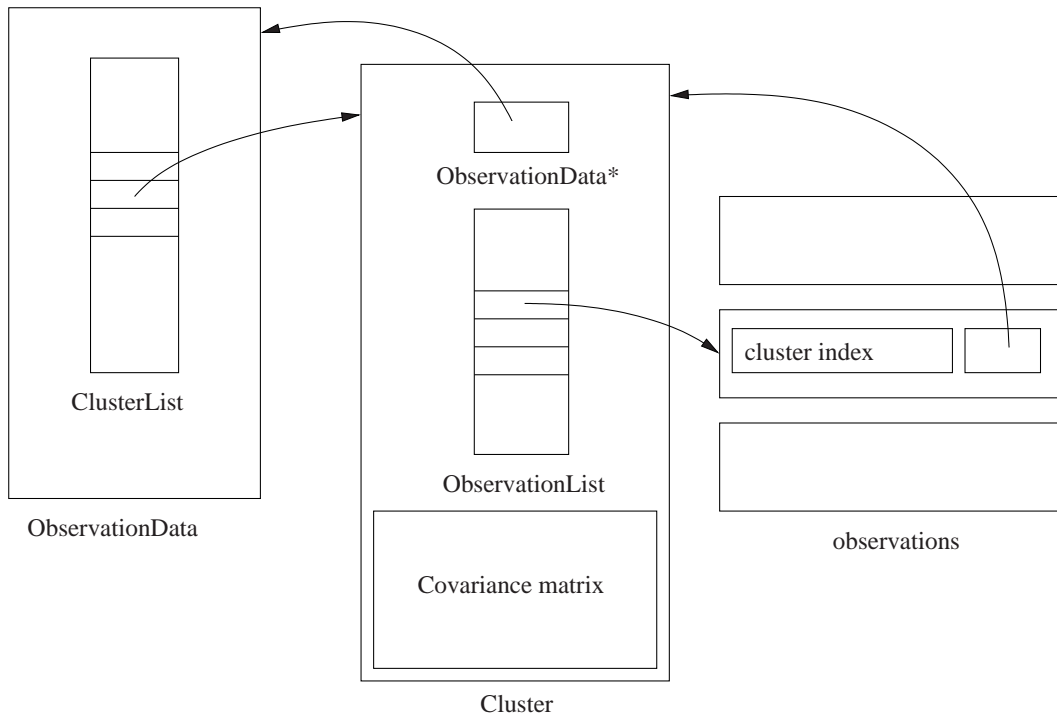 ObservationData*
cluster index
ClusterList
ObservationList
ObservationData
observations
Covariance matrix
Cluster